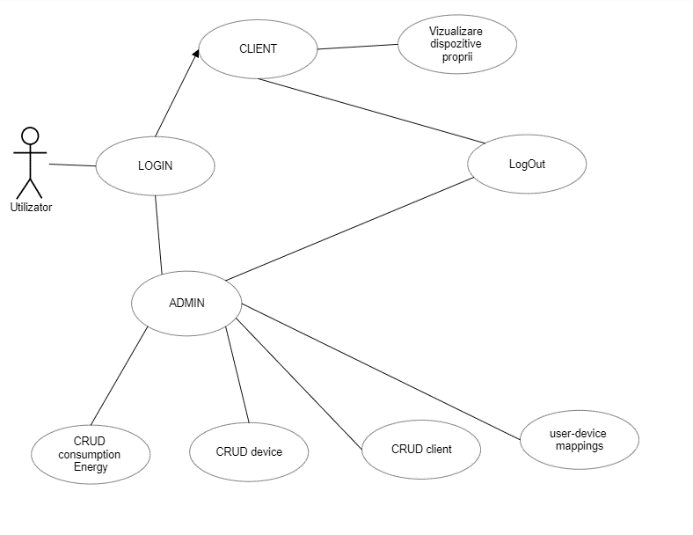 CLIENT
Vizualizare
dispozitive
proprii
LOGIN
LogOut
Utilizator
ADMIN
CRUD
consumption
Energy
CRUD device
CRUD client
user-device
mappings